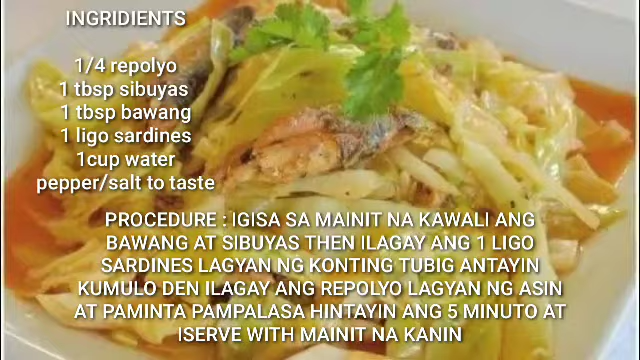 INGRIDIENTS
1/4 repolyo
1 tbsp sibuyas
1 tbsp bawang
1 ligo sardines
1cup water
pepper/salt to taste
PROCEDURE : IGISA SA MAINIT NA KAWALI ANG
BAWANG AT SIBUYAS THEN ILAGAY ANG 1 LIGO
SARDINES LAGYAN NG KONTING TUBIG ANTAYIN
KUMULO DEN ILAGAY ANG REPOLYO LAGYAN NG ASIN
AT PAMINTA PAMPALASA HINTAYIN ANG 5 MINUTO AT
ISERVE WITH MAINIT NA KANIN